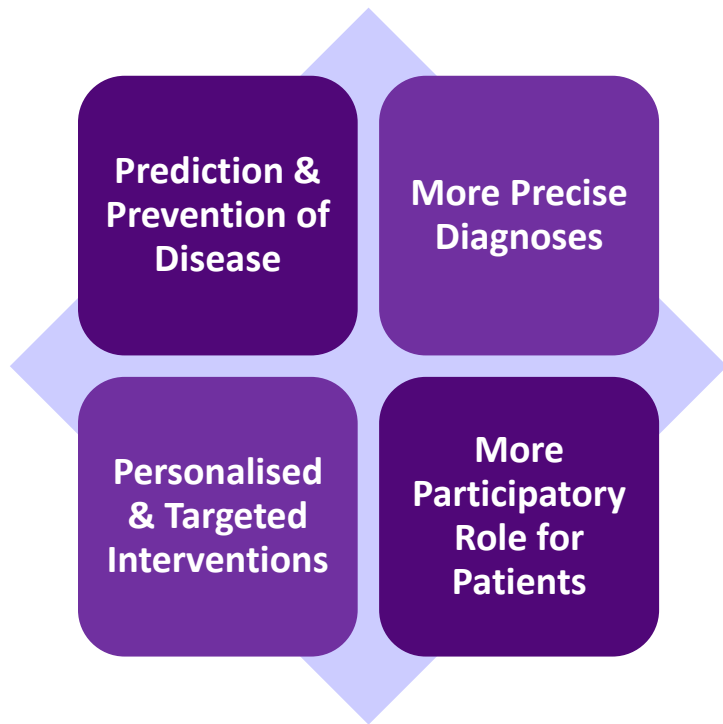 Prediction &
Prevention of
Disease
More Precise
Diagnoses
Personalised
& Targeted
Interventions
More
Participatory
Role for
Patients